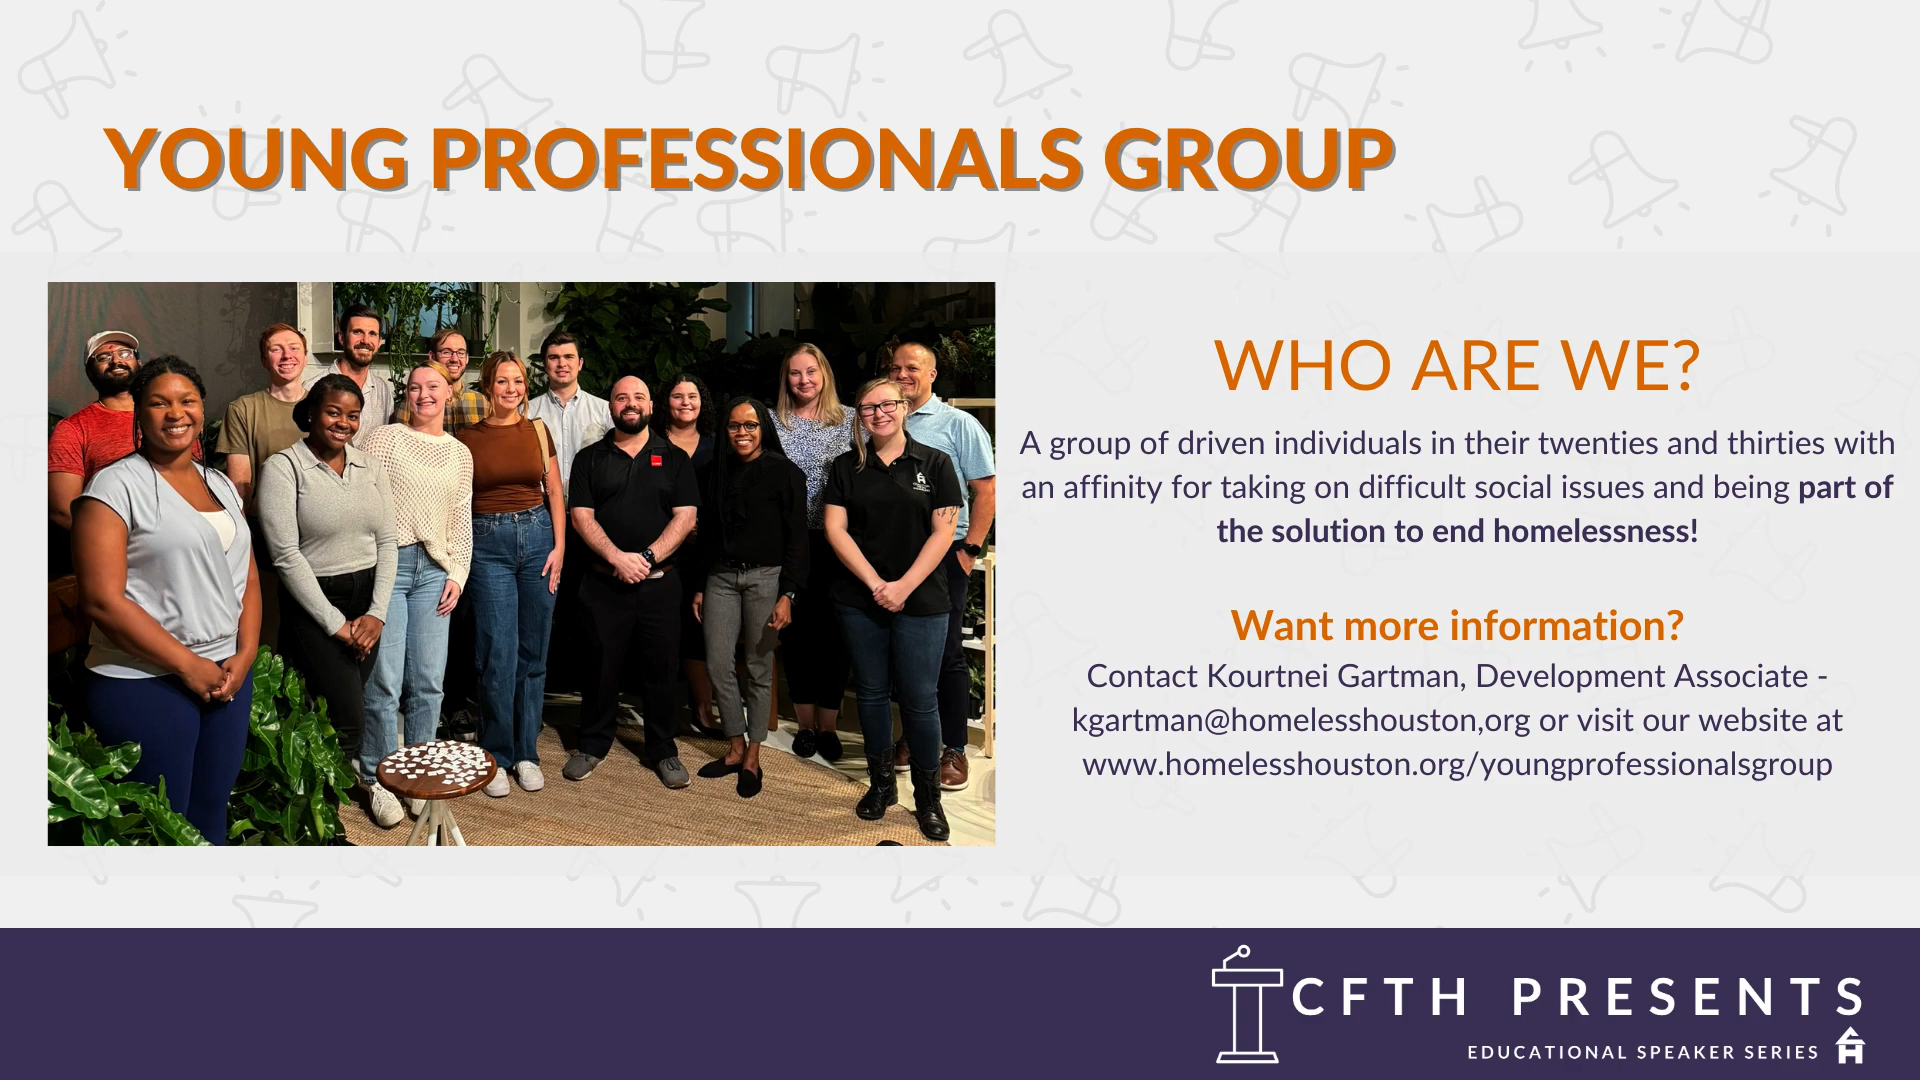 YOUNG PROFESSIONALS GROUP
WHO ARE WE?
A group of driven individuals in their twenties and thirties with
an affinity for taking on difficult social issues and being part of
the solution to end homelessness!
Want more information?
Contact Kourtnei Gartman, Development Associate -
kgartman@homelesshouston,org or visit our website at
www.homelesshouston.org/youngprofessionalsgroup
CFTH PRESENTS
EDUCATIONAL SPEAKER SERIES